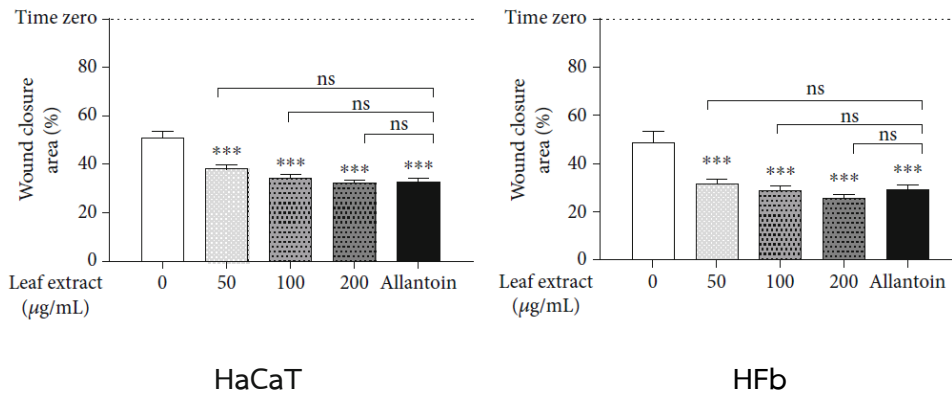 Time zero
80
60
40
20
0
Wound closure
area (%)
ns
ns
ns
***
***
***
***
Leaf extract
(μg/mL)
0 50 100 200 Allantoin
HaCaT
Time zero
80
60
40
20
0
Wound closure
area (%)
ns
ns
ns
***
***
***
***
Leaf extract
(μg/mL)
0 50 100 200 Allantoin
HFb